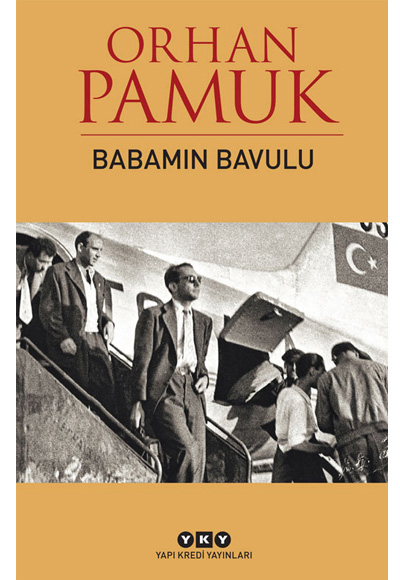 ORHAN
PAMUK
BABAMIN BAVULU
YKY
YAPI KREDİ YAYINLARI